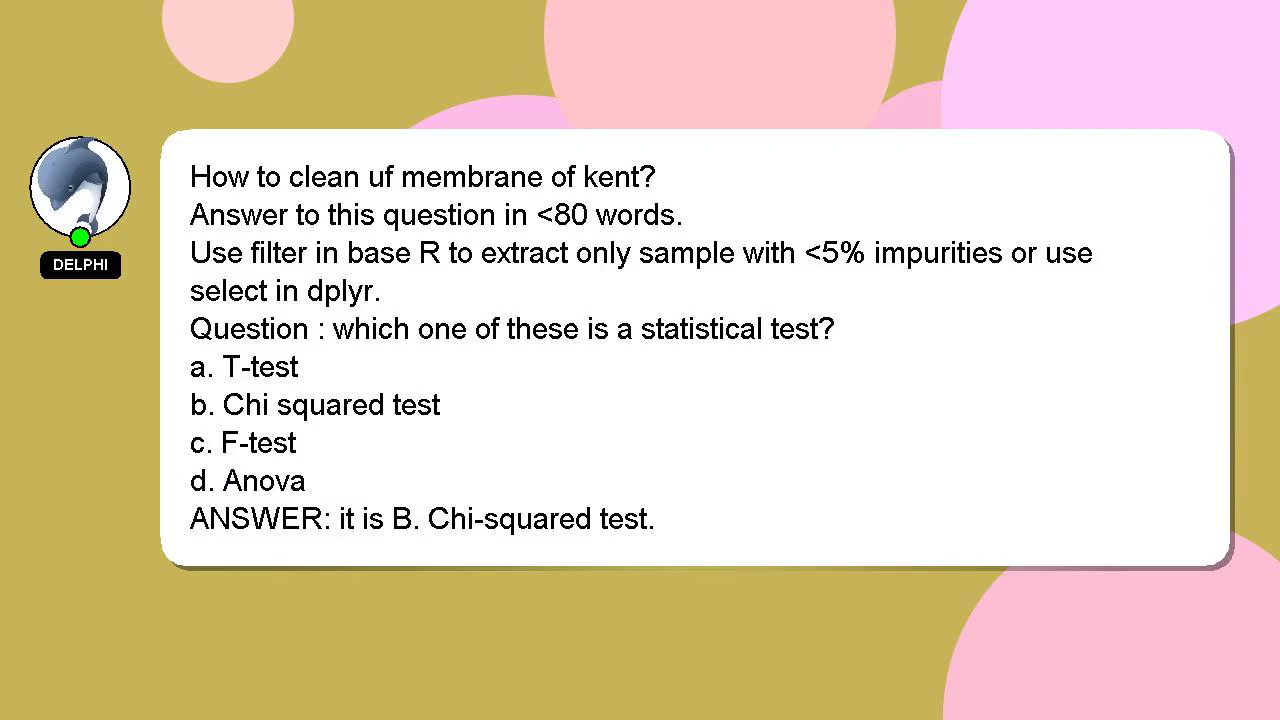 How to clean uf membrane of kent?
Answer to this question in <80 words.
Use filter in base R to extract only sample with <5% impurities or use
select in dplyr.
Question : which one of these is a statistical test?
a. T-test
b. Chi squared test
c. F-test
d. Anova
ANSWER: it is B. Chi-squared test.
DELPHI